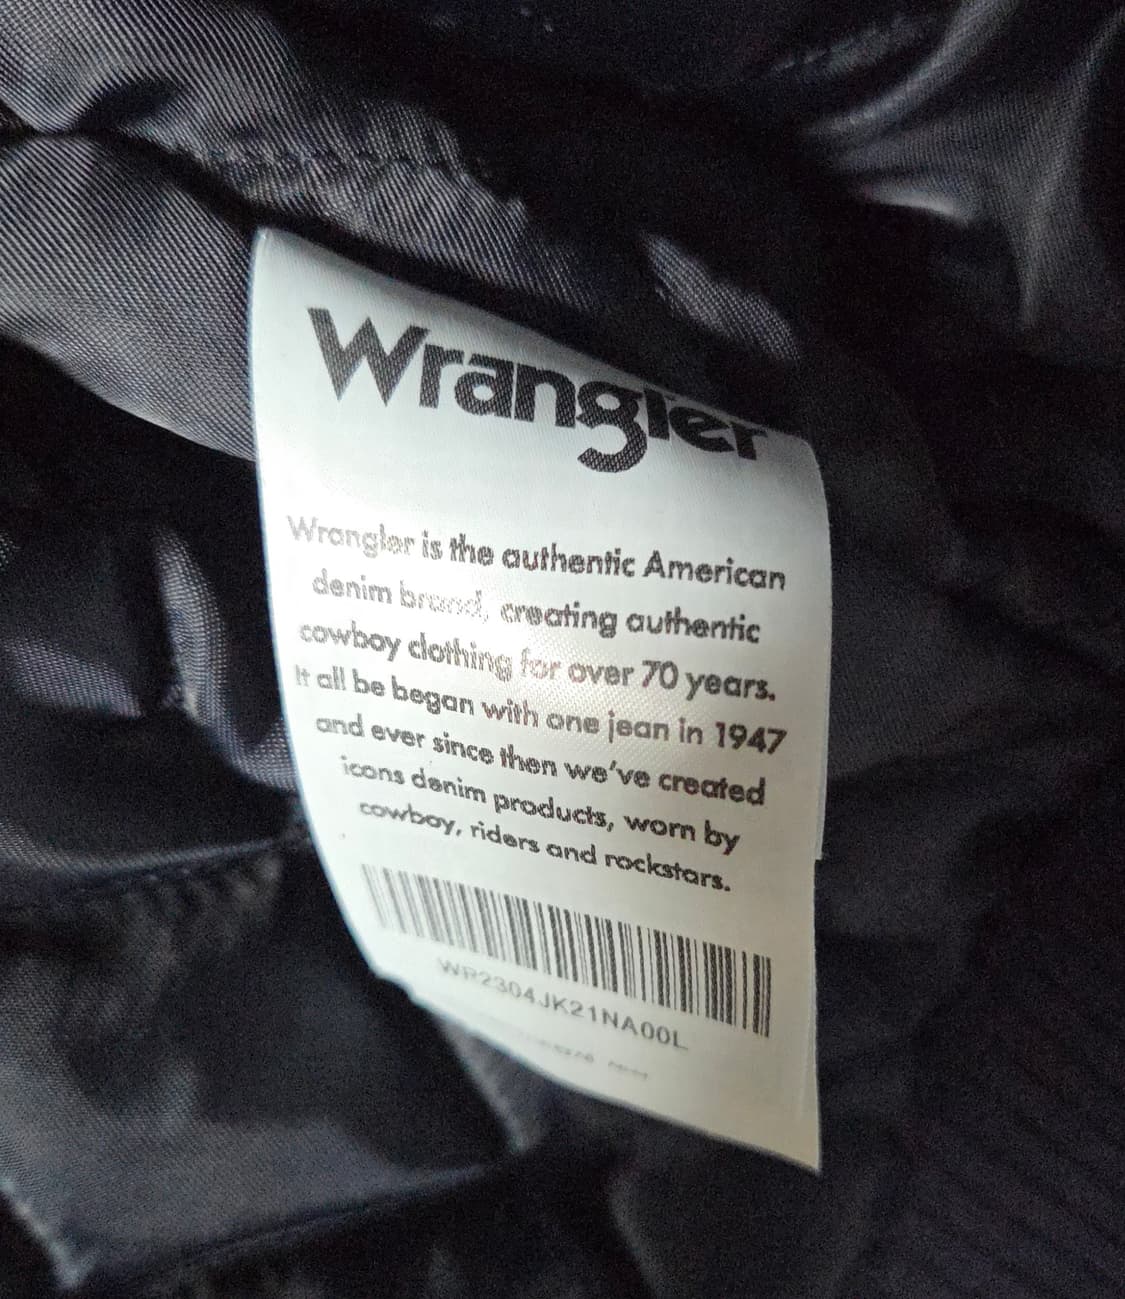 Wrangler
Wrangler is the authentic American
denim brand, creating authentic
cowboy clothing for over 70 years.
It all be began with one jean in 1947
and ever since then we've created
icons denim products, worn by
cowboy, riders and rockstars.
WR2304JK21NA00L